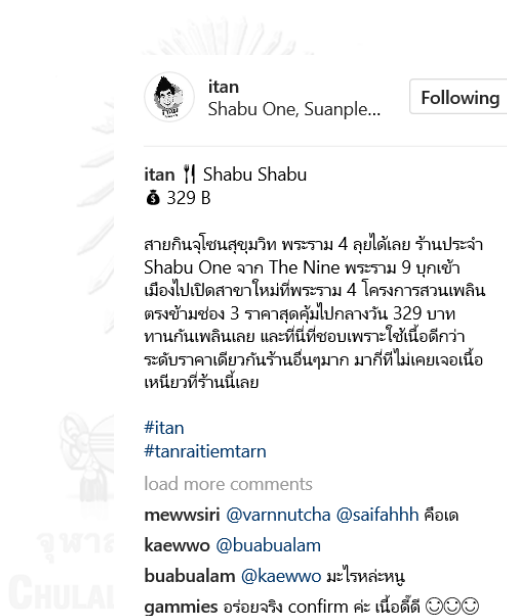 itan
Shabu One, Suanple...
Following
itan 🍴 Shabu Shabu
💰 329 B
สายกินจุโซนสุขุมวิท พระราม 4 ลุยได้เลย ร้านประจำ
Shabu One จาก The Nine พระราม 9 บุกเข้า
เมืองไปเปิดสาขาใหม่ที่พระราม 4 โครงการสวนเพลิน
ตรงข้ามช่อง 3 ราคาสุดคุ้มไปกลางวัน 329 บาท
ทานกันเพลินเลย และที่นี่ที่ชอบเพราะใช้เนื้อดีกว่า
ระดับราคาเดียวกันร้านอื่นๆมาก มากี่ทีไม่เคยเจอเนื้อ
เหนียวที่ร้านนี้เลย
#itan
#tanraitiemtarn
load more comments
mewwsiri @varnnutcha @saifahhh คือเด
kaewwo @buabualam
buabualam @kaewwo มะไรหล่ะหนู
gammies อร่อยจริง confirm ค่ะ เนื้อดี๊ดี
จุฬาล
CHULAL